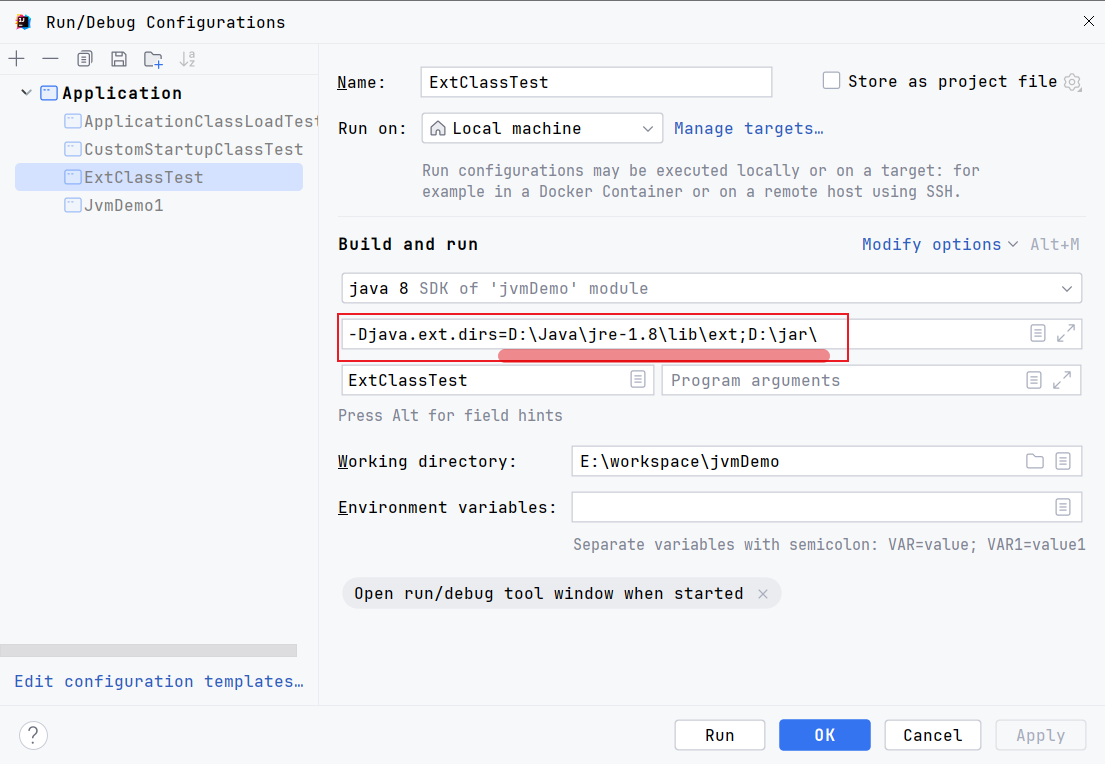 Run/Debug Configurations
Application
ApplicationClassLoadTest
CustomStartupClassTest
ExtClassTest
JvmDemo1
Edit configuration templates…
Name: ExtClassTest Store as project file
Run on: Local machine Manage targets…
Run configurations may be executed locally or on a target: for
example in a Docker Container or on a remote host using SSH.
Build and run Modify options Alt+M
java 8 SDK of 'jvmDemo' module
-Djava.ext.dirs=D:\Java\jre-1.8\lib\ext;D:\jar\
ExtClassTest Program arguments
Press Alt for field hints
Working directory: E:\workspace\jvmDemo
Environment variables:
Separate variables with semicolon: VAR=value; VAR1=value1
Open run/debug tool window when started ×
? Run OK Cancel Apply